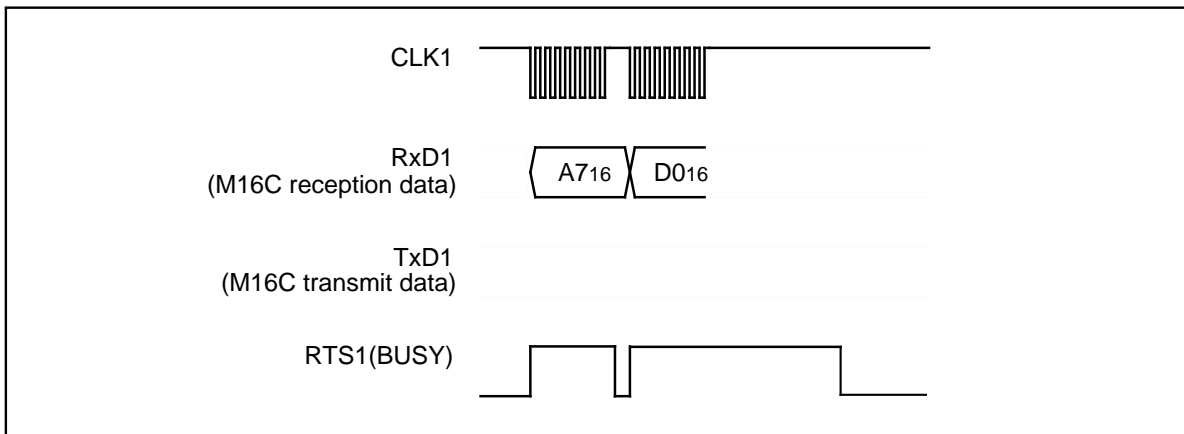 CLK1
RxD1
(M16C reception data)
A716
D016
TxD1
(M16C transmit data)
RTS1(BUSY)